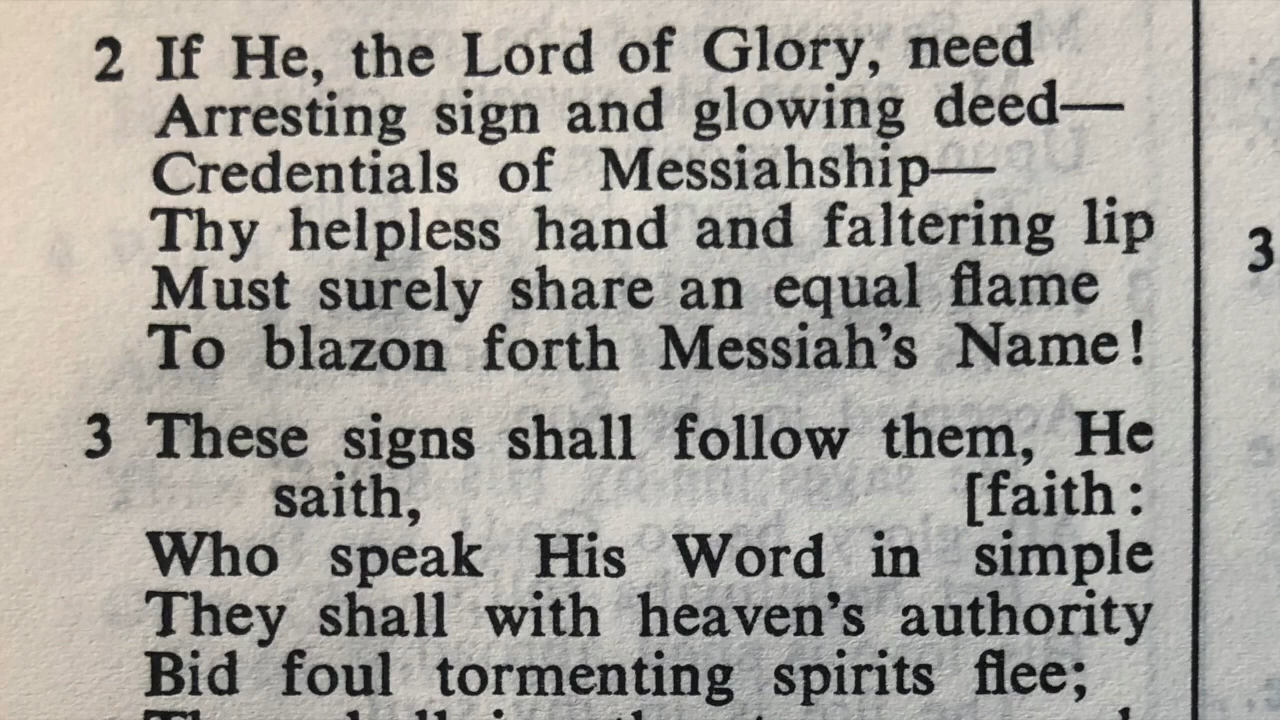 2 If He, the Lord of Glory, need
Arresting sign and glowing deed—
Credentials of Messiahship—
Thy helpless hand and faltering lip
Must surely share an equal flame
To blazon forth Messiah's Name!
3 These signs shall follow them, He
saith, [faith:
Who speak His Word in simple
They shall with heaven's authority
Bid foul tormenting spirits flee;
3